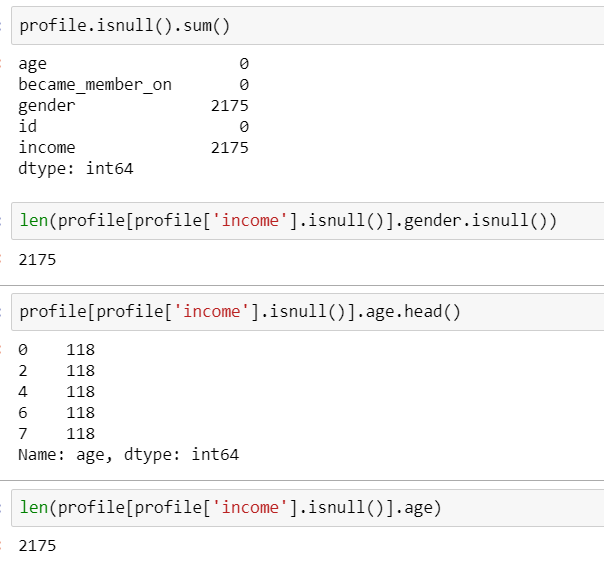 profile.isnull().sum()
age 0
became_member_on 0
gender 2175
id 0
income 2175
dtype: int64
len(profile[profile['income'].isnull()].gender.isnull())
2175
profile[profile['income'].isnull()].age.head()
0 118
2 118
4 118
6 118
7 118
Name: age, dtype: int64
len(profile[profile['income'].isnull()].age)
2175